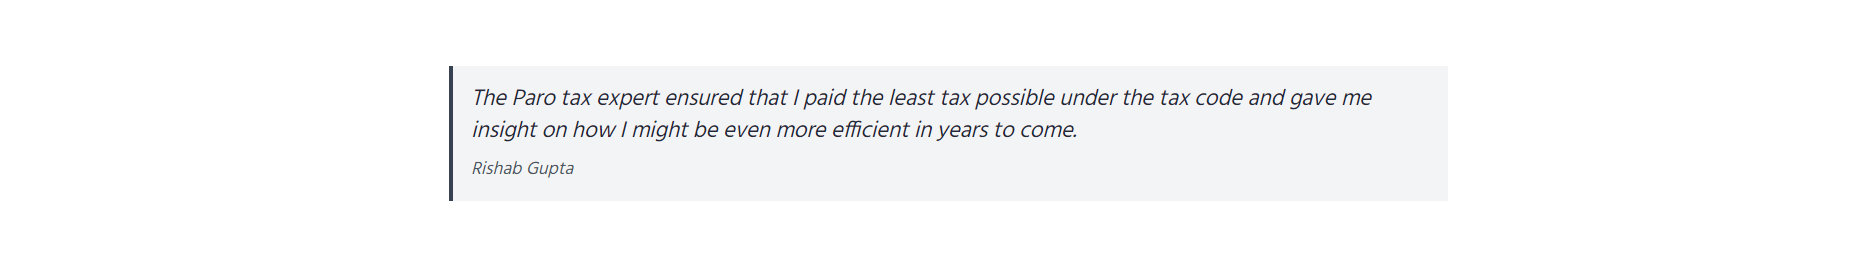 The Paro tax expert ensured that I paid the least tax possible under the tax code and gave me
insight on how I might be even more efficient in years to come.
Rishab Gupta